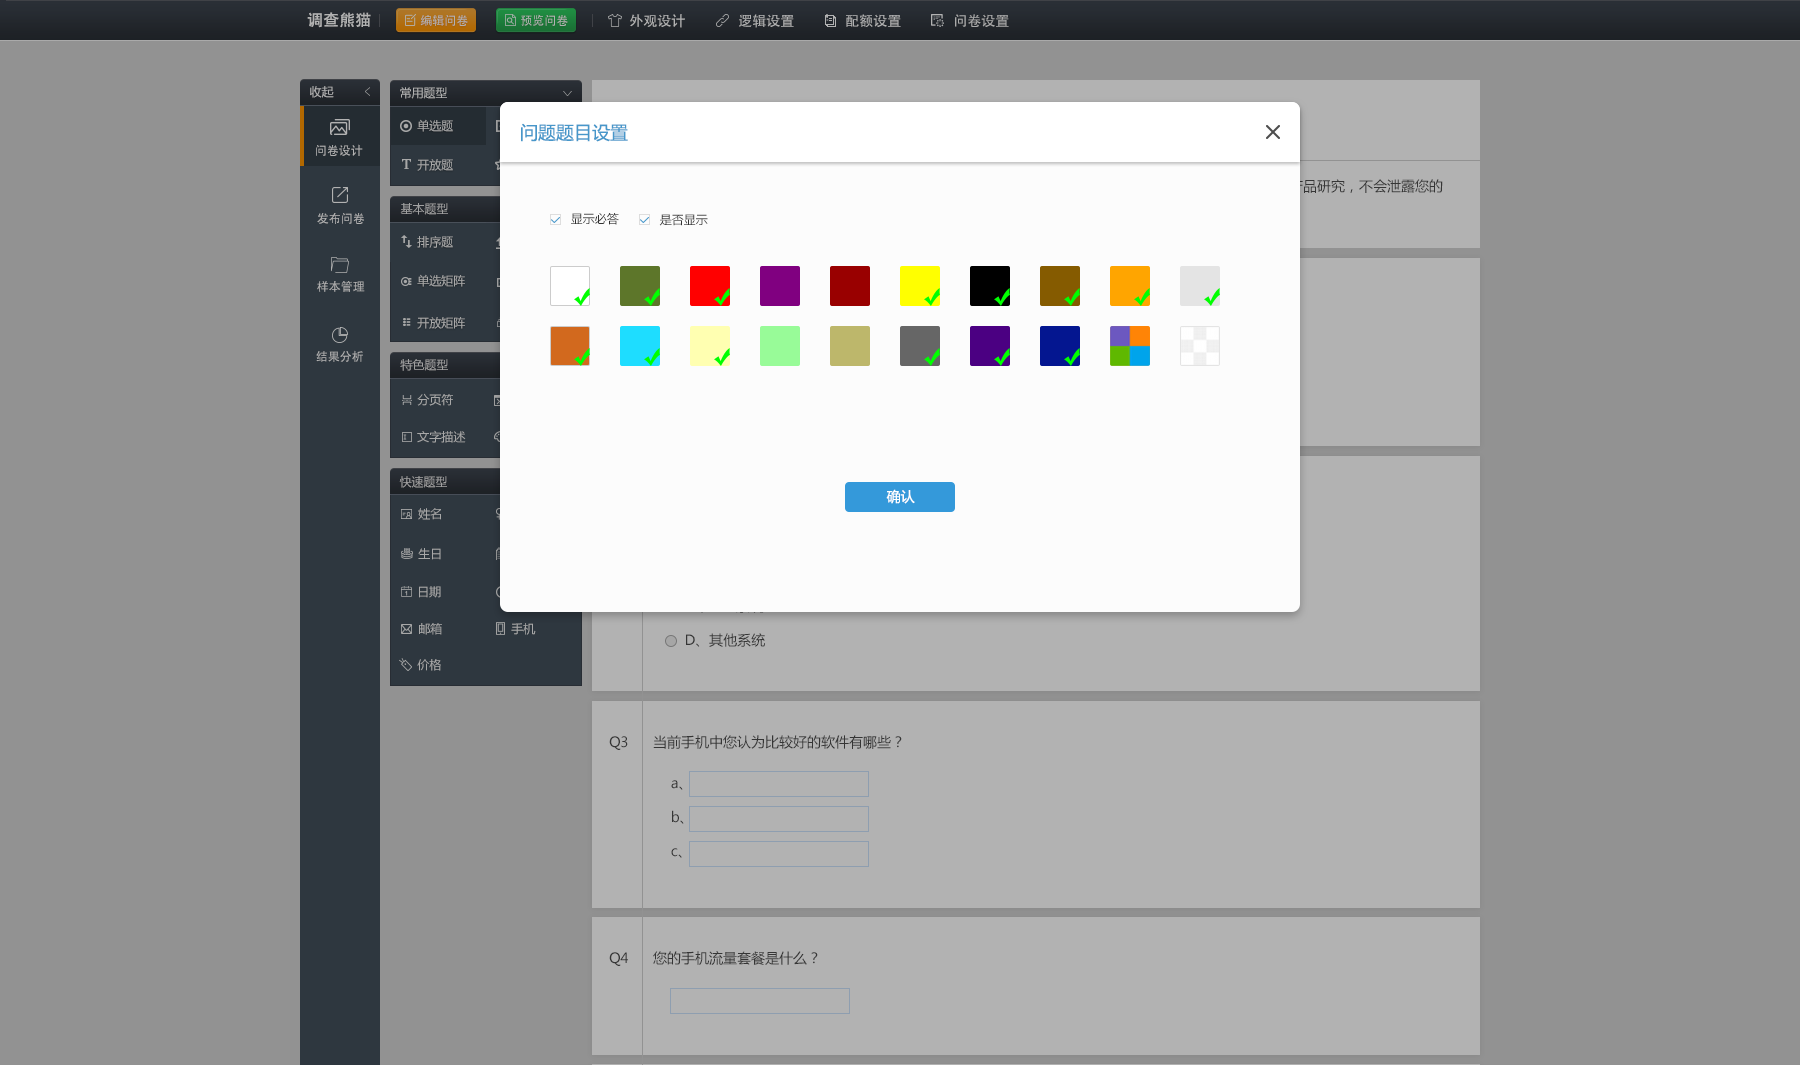 调查熊猫 编辑问卷 预览问卷 外观设计 逻辑设置 配额设置 问卷设置
收起
问卷设计
发布问卷
样本管理
结果分析
常用题型
单选题
开放题
基本题型
排序题
单选矩阵
开放矩阵
特色题型
分页符
文字描述
快速题型
姓名
生日
日期
邮箱 手机
价格
问题题目设置
显示必答 是否显示
确认
品研究，不会泄露您的
D、其他系统
Q3 当前手机中您认为比较好的软件有哪些？
a、
b、
c、
Q4 您的手机流量套餐是什么？